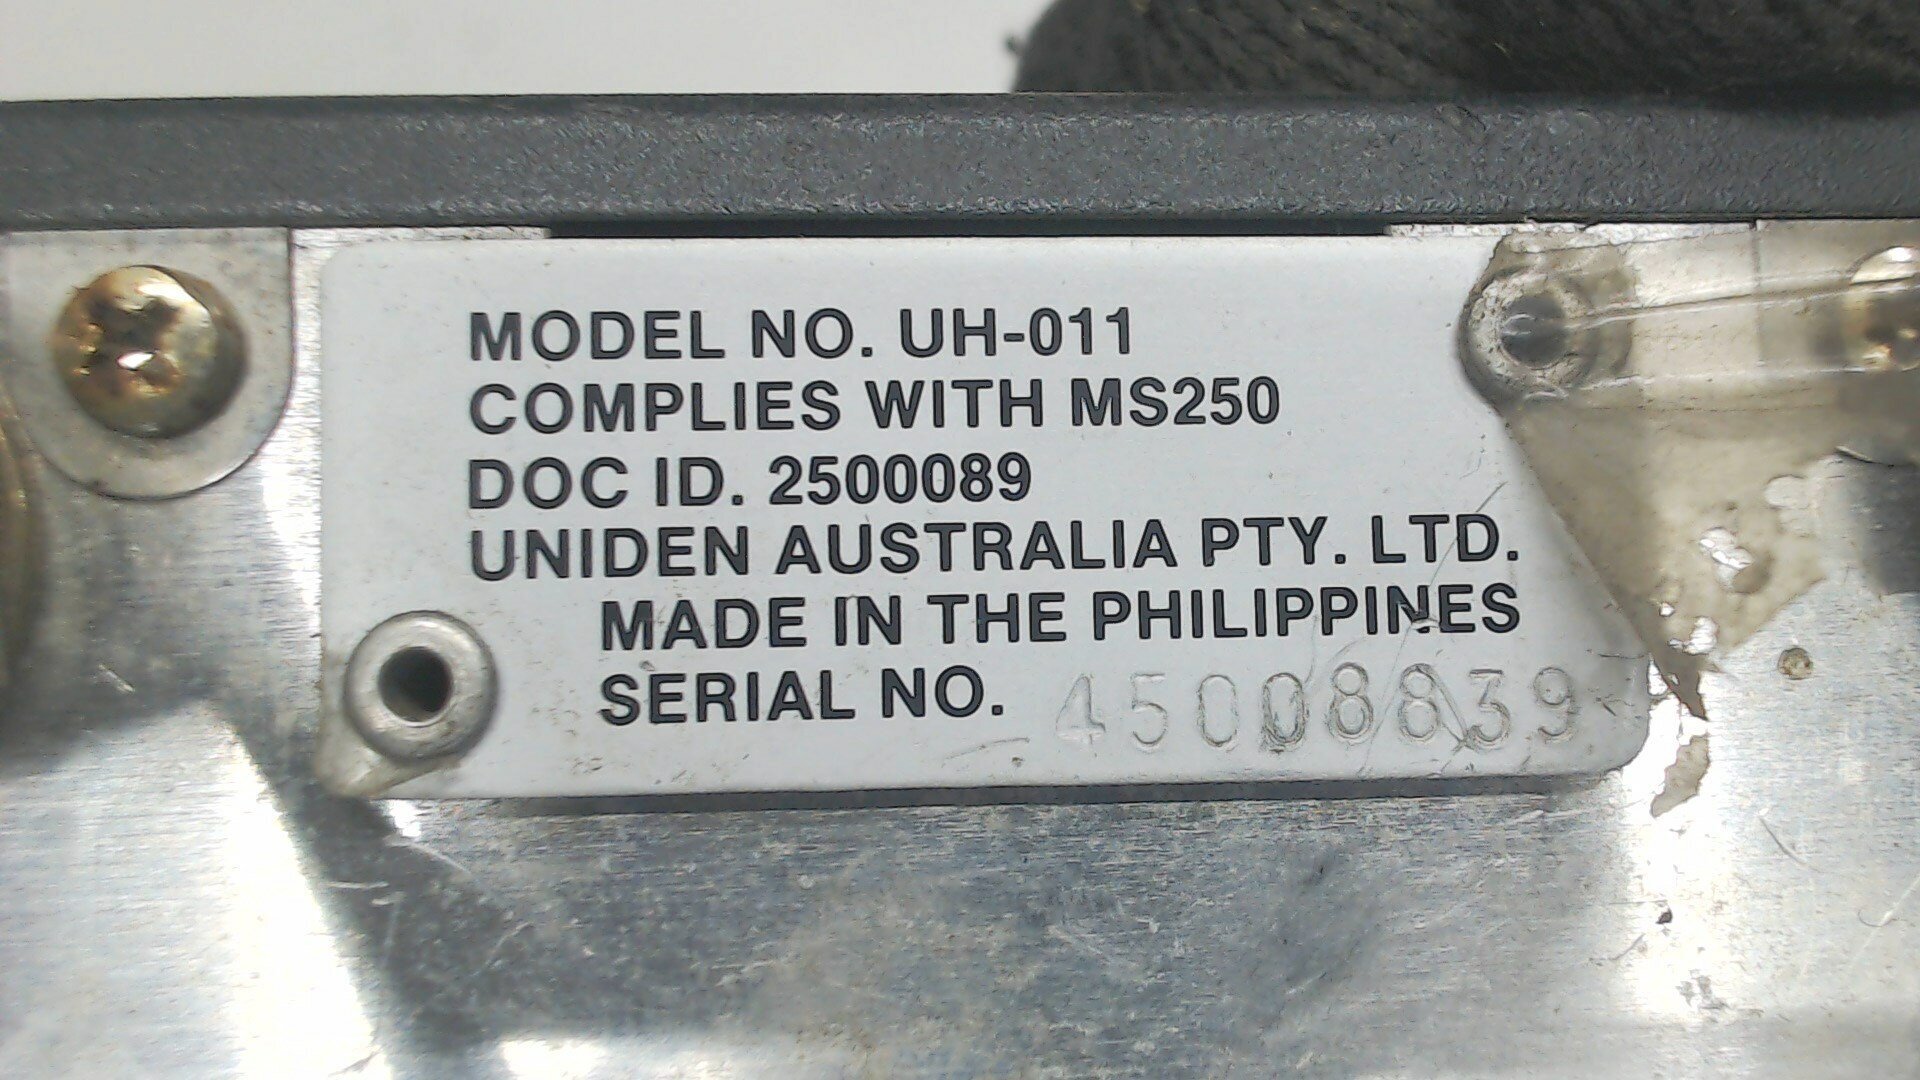 MODEL NO. UH-011
COMPLIES WITH MS250
DOC ID. 2500089
UNIDEN AUSTRALIA PTY. LTD.
MADE IN THE PHILIPPINES
SERIAL NO. 45008839